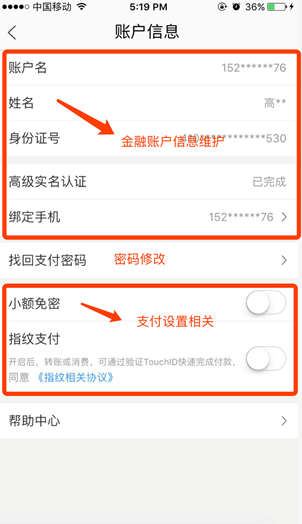 中国移动 5:19 PM 36%
账户信息
账户名 152******76
姓名 高**
身份证号 530
金融账户信息维护
高级实名认证 已完成
绑定手机 152******76
找回支付密码 密码修改
小额免密
支付设置相关
指纹支付
开启后，转账或消费，可通过验证TouchID快速完成付款，
同意 《指纹相关协议》
帮助中心